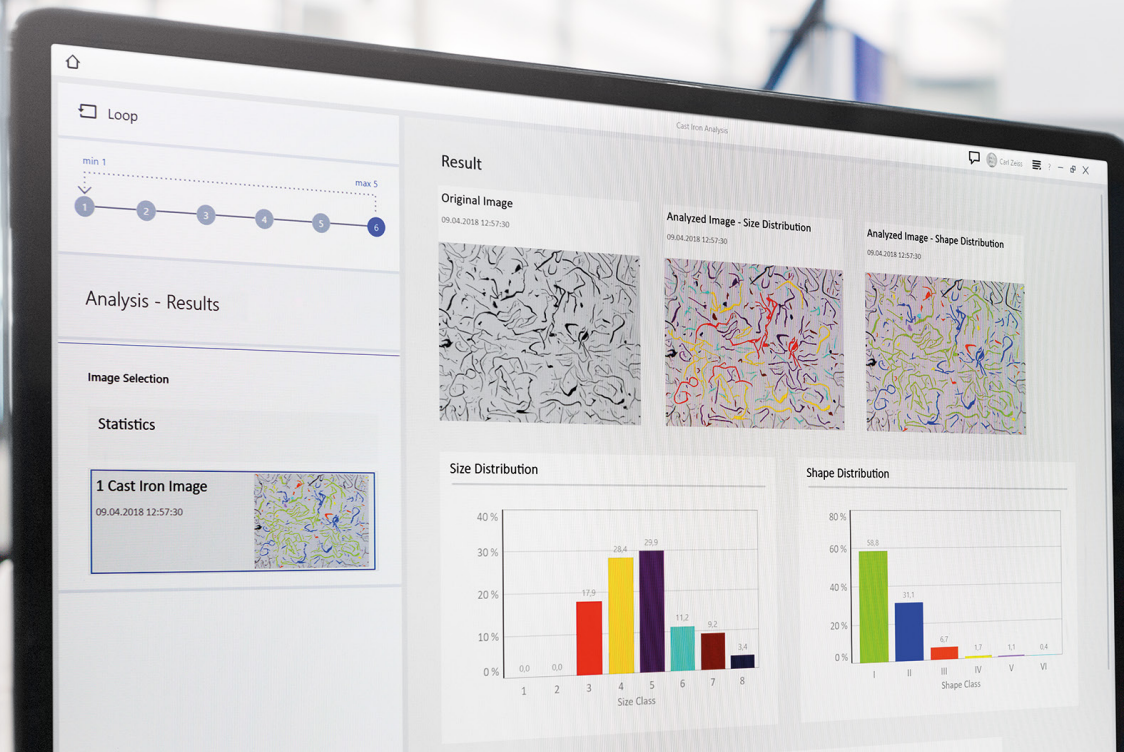 Cast Iron Analysis
Carl Zeiss
Loop
min 1
max 5
1 2 3 4 5 6
Analysis - Results
Image Selection
Statistics
1 Cast Iron Image
09.04.2018 12:57:30
Result
Original Image
09.04.2018 12:57:30
Analyzed Image - Size Distribution
09.04.2018 12:57:30
Analyzed Image - Shape Distribution
09.04.2018 12:57:30
Size Distribution
40 %
30 %
20 %
10 %
0 %
0,0 0,0 17,9 28,4 29,9 11,2 9,2 3,4
1 2 3 4 5 6 7 8
Size Class
Shape Distribution
80 %
60 %
40 %
20 %
0 %
58,8 31,1 6,7 1,7 1,1 0,4
I II III IV V VI
Shape Class